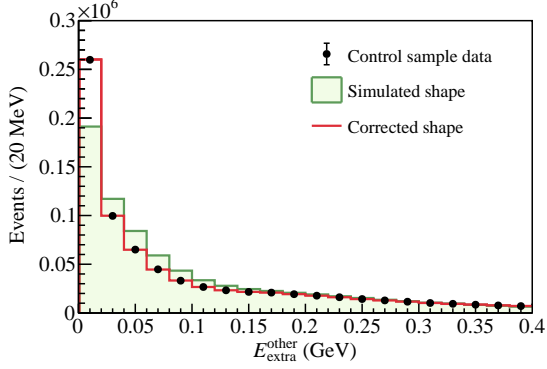 ×10⁶
0.3
0.25
0.2
0.15
0.1
0.05
0
Events / (20 MeV)
Control sample data
Simulated shape
Corrected shape
0 0.05 0.1 0.15 0.2 0.25 0.3 0.35 0.4
E_extra^other (GeV)